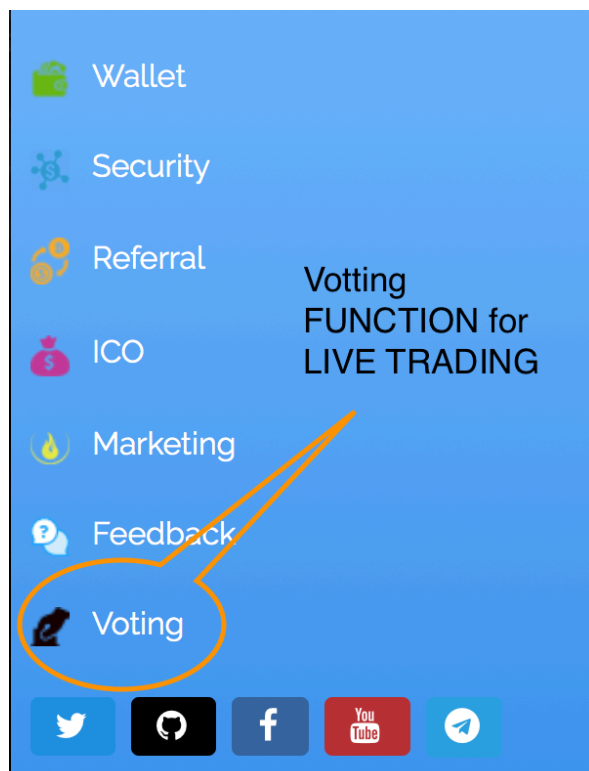 Wallet
Security
Referral
ICO
Votting
FUNCTION for
LIVE TRADING
Marketing
Feedback
Voting
You
Tube